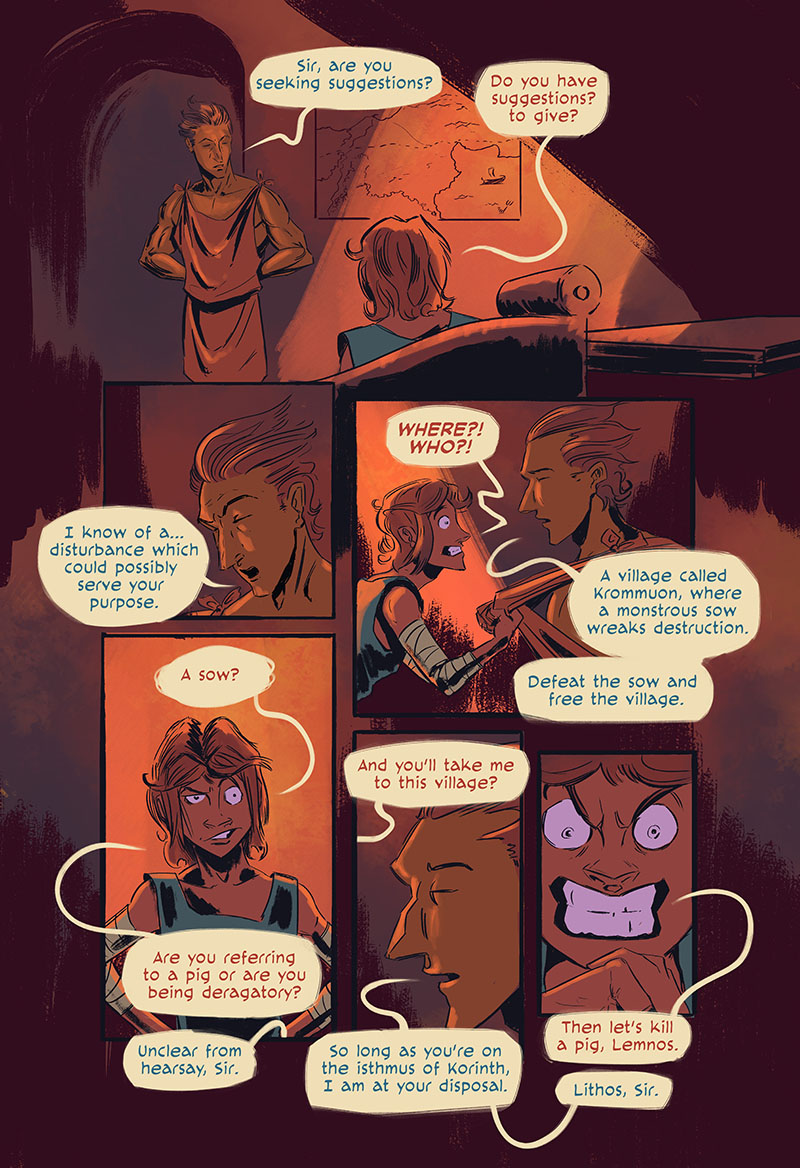 Sir, are you
seeking suggestions?
Do you have
suggestions?
to give?
I know of a...
disturbance which
could possibly
serve your
purpose.
WHERE?!
WHO?!
A village called
Krommuon, where
a monstrous sow
wreaks destruction.
Defeat the sow and
free the village.
A sow?
Are you referring
to a pig or are you
being deragatory?
Unclear from
hearsay, Sir.
And you'll take me
to this village?
So long as you're on
the isthmus of Korinth,
I am at your disposal.
Then let's kill
a pig, Lemnos.
Lithos, Sir.